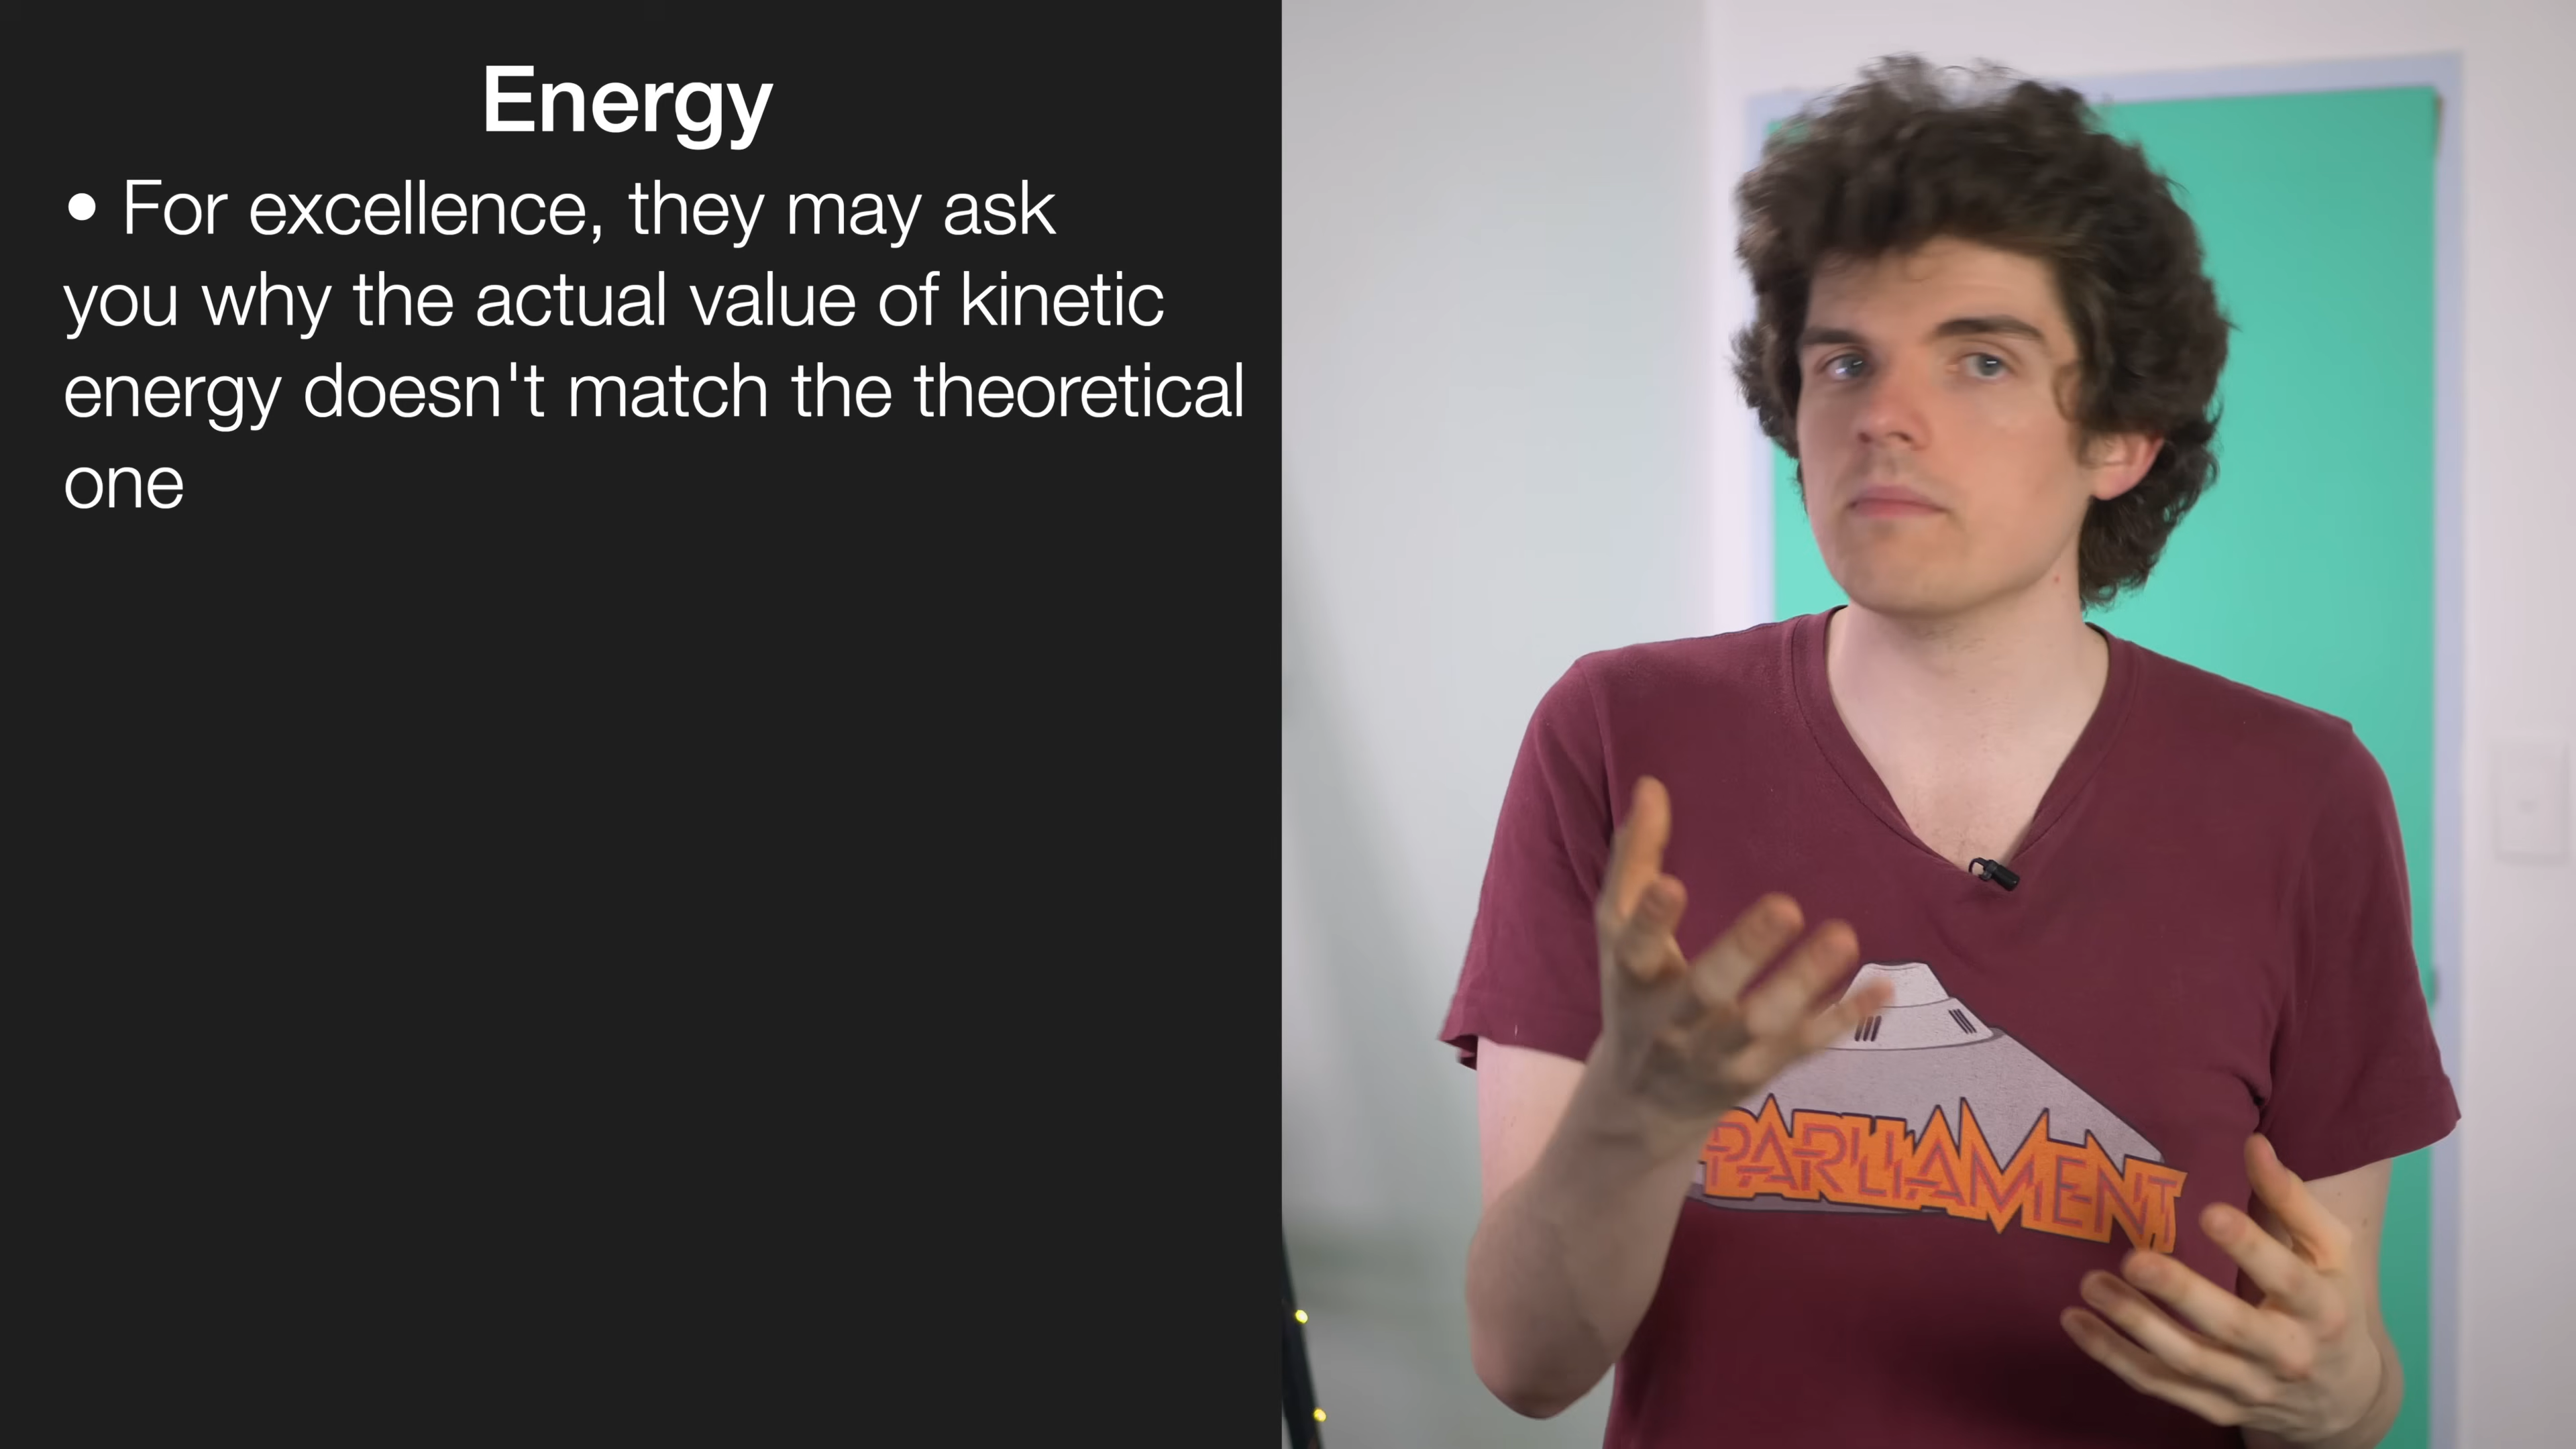 Energy
• For excellence, they may ask
you why the actual value of kinetic
energy doesn't match the theoretical
one
PARLIAMENT